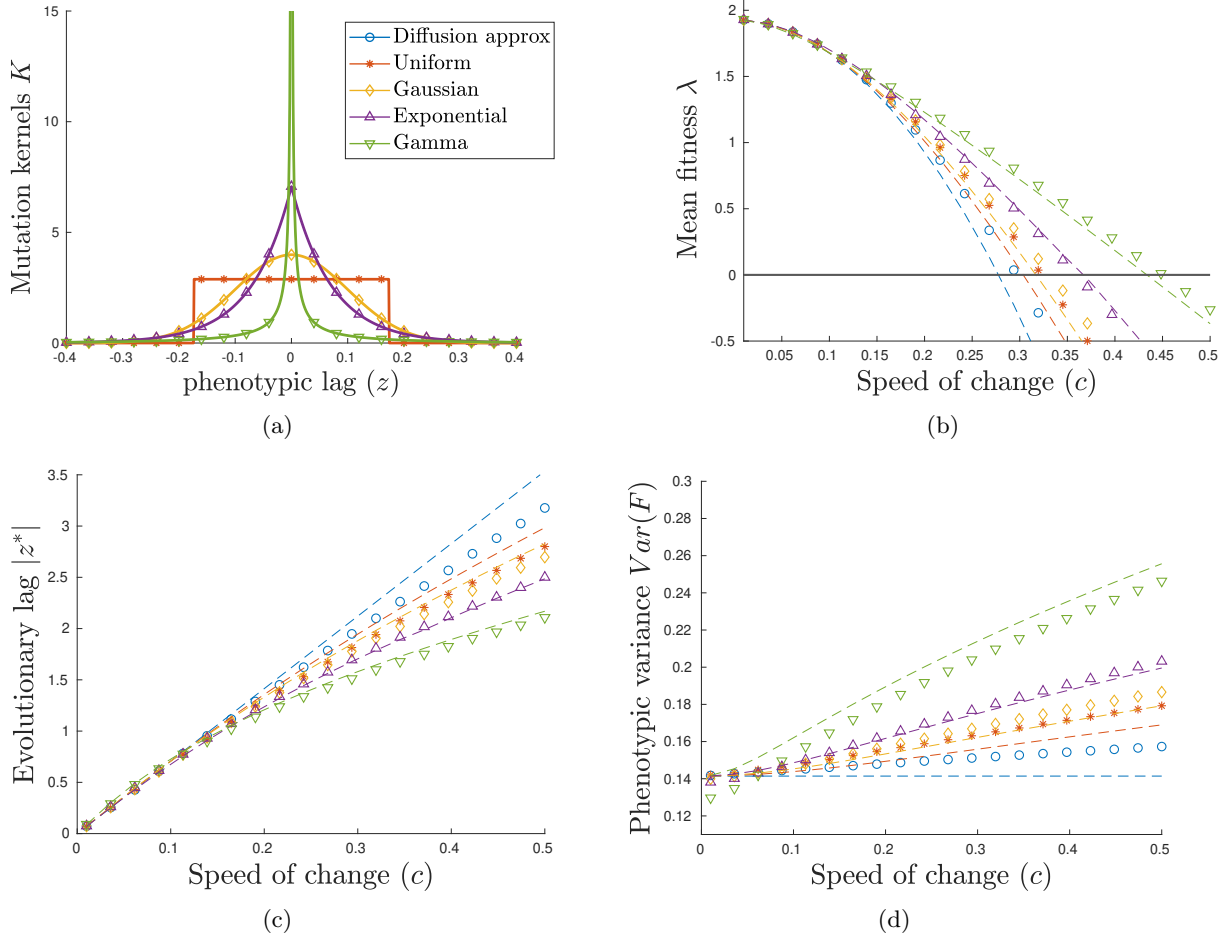 Mutation kernels K
15
10
5
0
-0.4 -0.2 -0.1 0 0.1 0.2 0.3 0.4
phenotypic lag (z)
Diffusion approx
Uniform
Gaussian
Exponential
Gamma
(a)
Mean fitness λ
2
1.5
1
0.5
0
-0.5
0.05 0.1 0.15 0.2 0.25 0.3 0.35 0.4 0.45 0.5
Speed of change (c)
(b)
Evolutionary lag |z*|
3.5
3
2.5
2
1.5
1
0.5
0
0 0.1 0.2 0.3 0.4 0.5
Speed of change (c)
(c)
Phenotypic variance Var(F)
0.3
0.28
0.26
0.24
0.22
0.2
0.18
0.16
0.14
0.12
0 0.1 0.2 0.3 0.4 0.5
Speed of change (c)
(d)